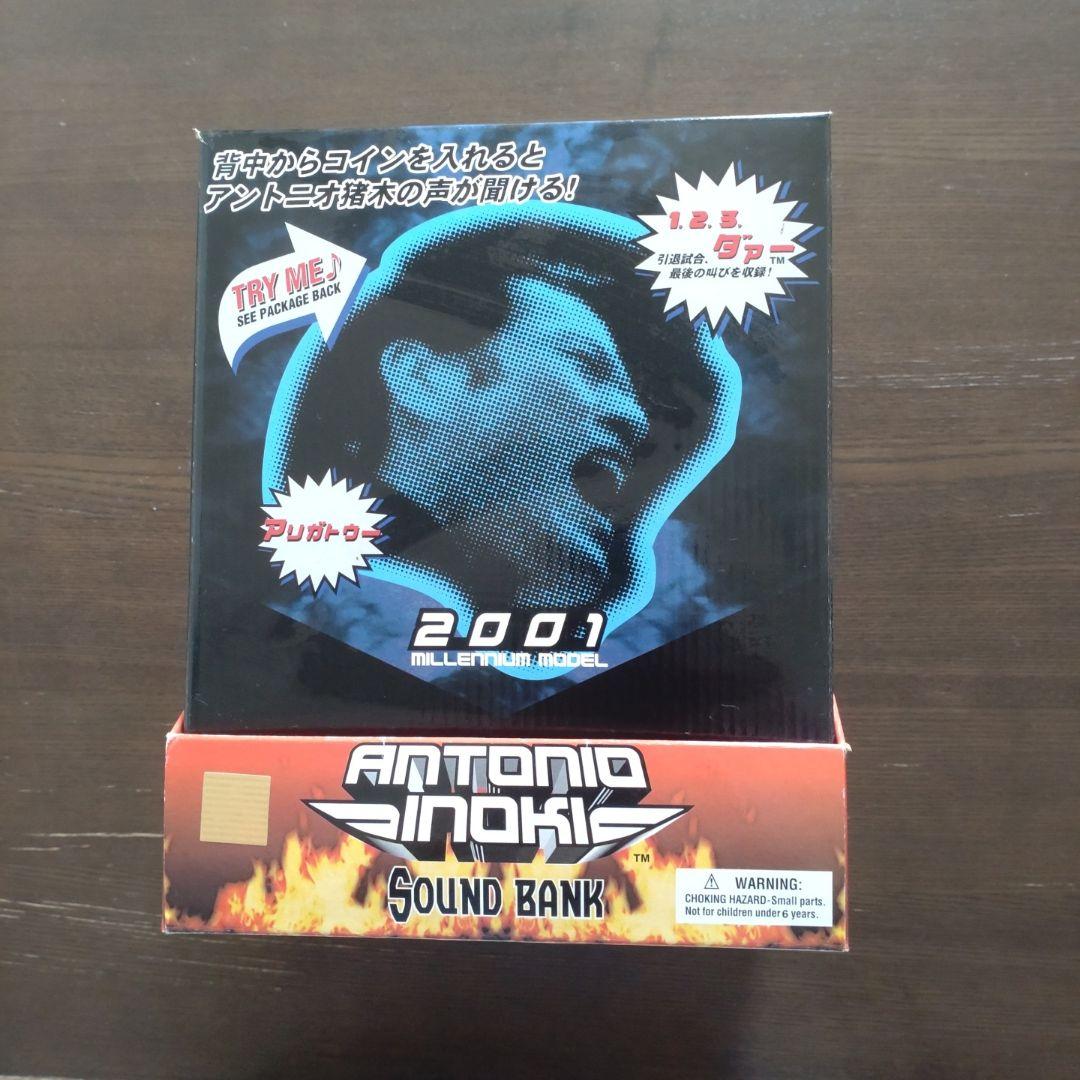 背中からコインを入れると
アントニオ猪木の声が聞ける!
1.2.3.
ダァーTM
引退試合、
最後の叫びを収録!
TRY ME♪
SEE PACKAGE BACK
アリガトゥー
2001
MILLENNIUM MODEL
ANTONIO
INOKI
TM
SOUND BANK
⚠ WARNING:
CHOKING HAZARD-Small parts.
Not for children under 6 years.